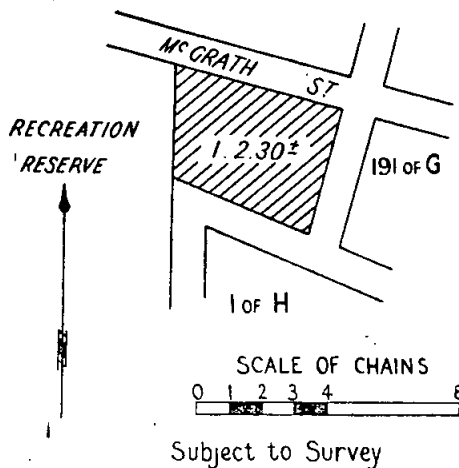 McGRATH ST
RECREATION
RESERVE
1.2.30±
191 OF G
1 OF H
SCALE OF CHAINS
0 1 2 3 4 8
Subject to Survey